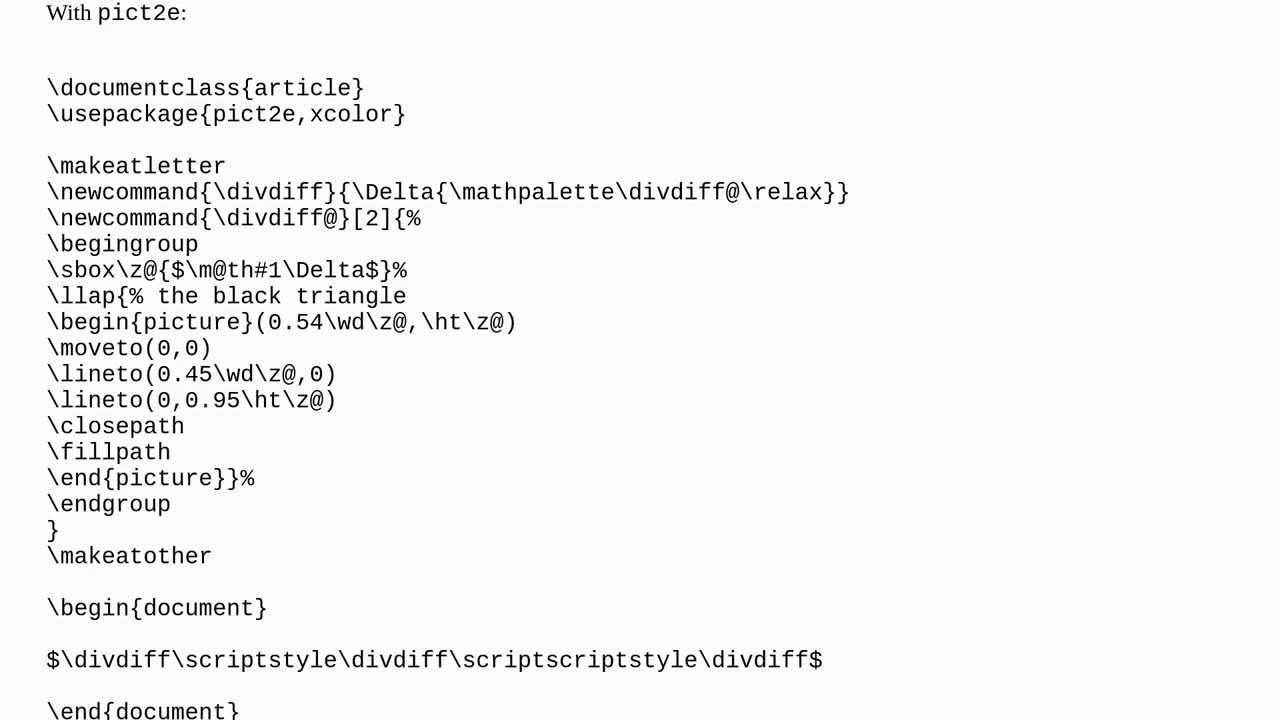 With pict2e:
\documentclass{article}
\usepackage{pict2e,xcolor}
\makeatletter
\newcommand{\divdiff}{\Delta{\mathpalette\divdiff@\relax}}
\newcommand{\divdiff@}[2]{%
\begingroup
\sbox\z@{$\m@th#1\Delta$}%
\llap{% the black triangle
\begin{picture}(0.54\wd\z@,\ht\z@)
\moveto(0,0)
\lineto(0.45\wd\z@,0)
\lineto(0,0.95\ht\z@)
\closepath
\fillpath
\end{picture}}%
\endgroup
}
\makeatother
\begin{document}
$\divdiff\scriptstyle\divdiff\scriptscriptstyle\divdiff$
\end{document}